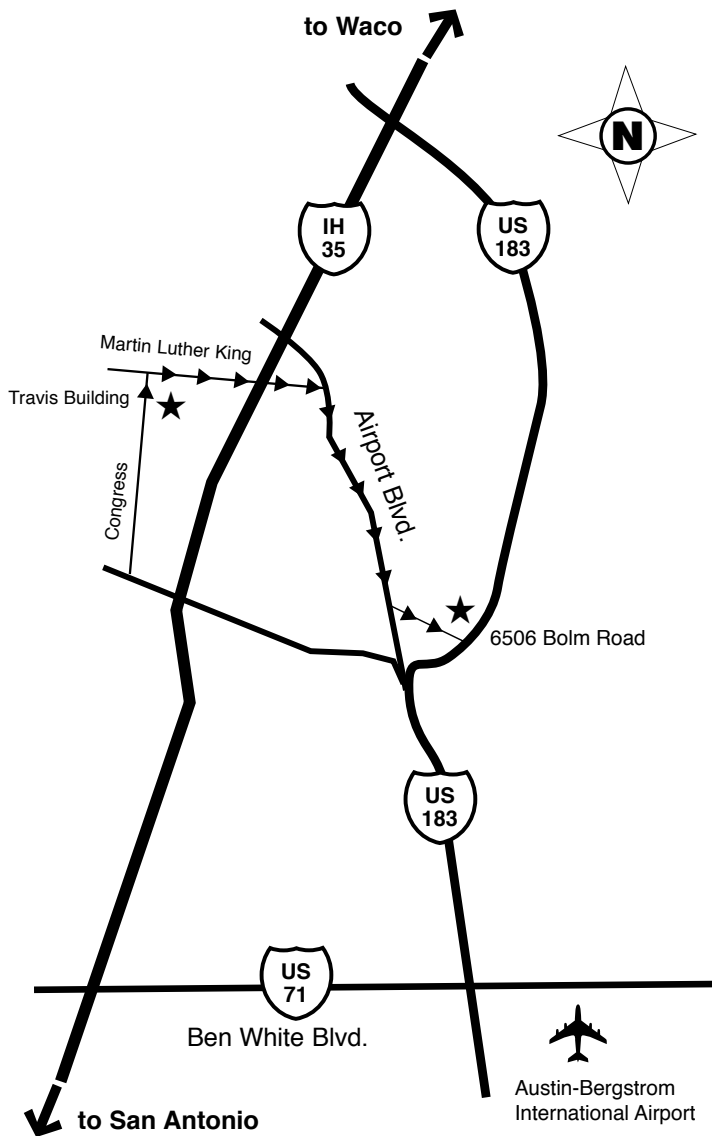 to Waco
N
IH
35
US
183
Martin Luther King
Travis Building
Airport Blvd.
Congress
6506 Bolm Road
US
183
US
71
Ben White Blvd.
Austin-Bergstrom
International Airport
to San Antonio